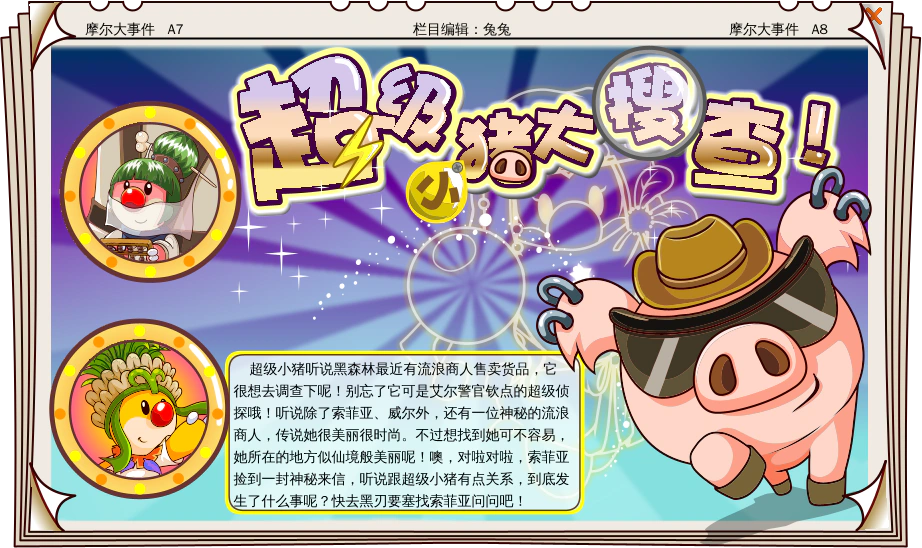 摩尔大事件 A7
栏目编辑：兔兔
摩尔大事件 A8
超级小猪大搜查！
超级小猪听说黑森林最近有流浪商人售卖货品，它
很想去调查下呢！别忘了它可是艾尔警官钦点的超级侦
探哦！听说除了索菲亚、威尔外，还有一位神秘的流浪
商人，传说她很美丽很时尚。不过想找到她可不容易，
她所在的地方似仙境般美丽呢！噢，对啦对啦，索菲亚
捡到一封神秘来信，听说跟超级小猪有点关系，到底发
生了什么事呢？快去黑刃要塞找索菲亚问问吧！